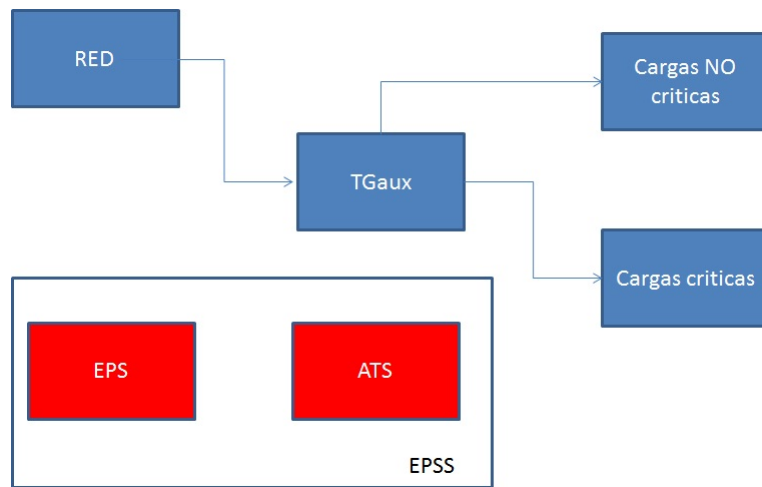 RED
Cargas NO
criticas
TGaux
Cargas criticas
EPS
ATS
EPSS